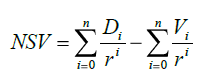 NSV = \sum_{i=0}^{n} \frac{D_i}{r^i} - \sum_{i=0}^{n} \frac{V_i}{r^i}